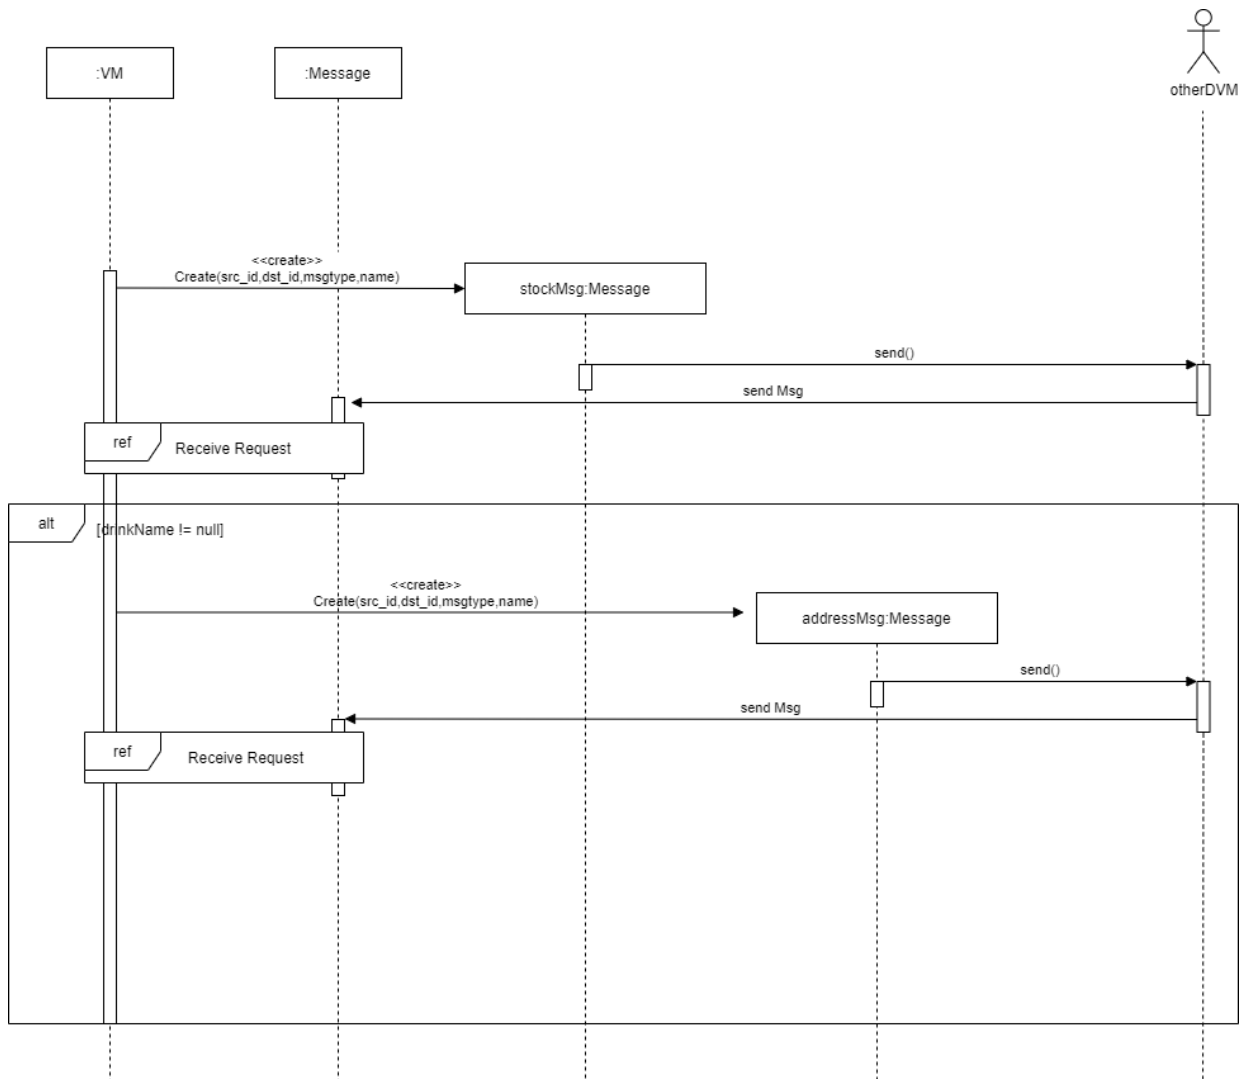 :VM
:Message
otherDVM
<<create>>
Create(src_id,dst_id,msgtype,name)
stockMsg:Message
send()
send Msg
ref
Receive Request
alt
[drinkName != null]
<<create>>
Create(src_id,dst_id,msgtype,name)
addressMsg:Message
send()
send Msg
ref
Receive Request